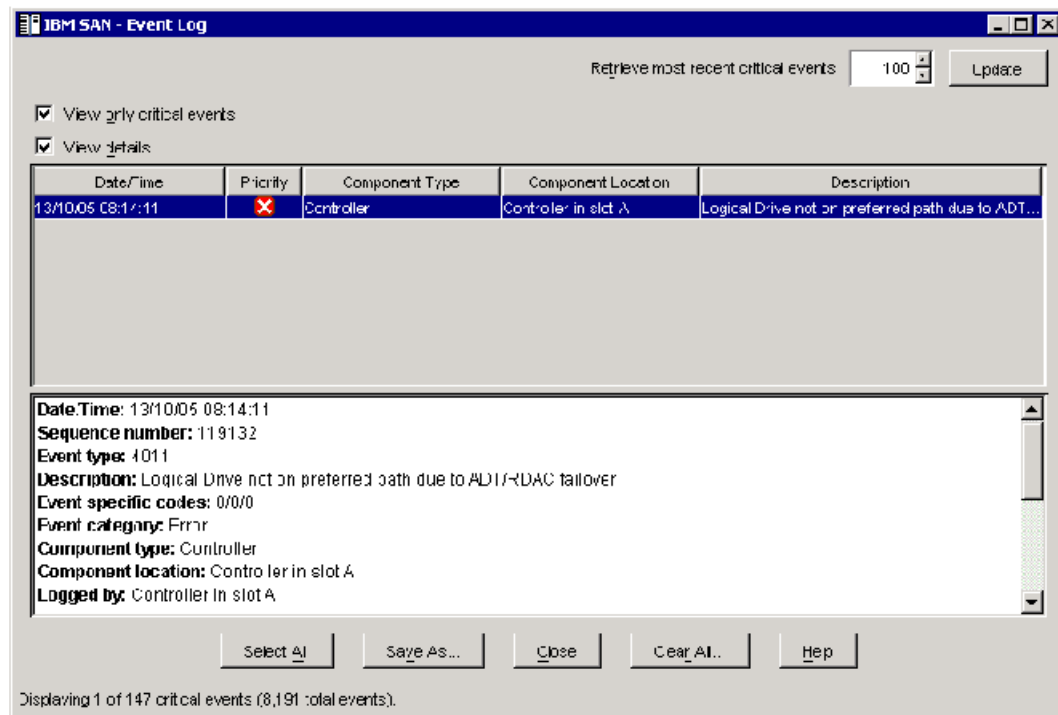 IBM SAN - Event Log
Retrieve most recent critical events 100 Update
View only critical events
View details
Date/Time Priority Component Type Component Location Description
13/10/05 08:14:11 Controller Controller in slot A Logical Drive not on preferred path due to ADT...
Date/Time: 13/10/05 08:14:11
Sequence number: 119132
Event type: 4011
Description: Logical Drive not on preferred path due to ADT/RDAC failover
Event specific codes: 0/0/0
Event category: Error
Component type: Controller
Component location: Controller in slot A
Logged by: Controller in slot A
Select All Save As... Close Clear All... Help
Displaying 1 of 147 critical events (8,191 total events).